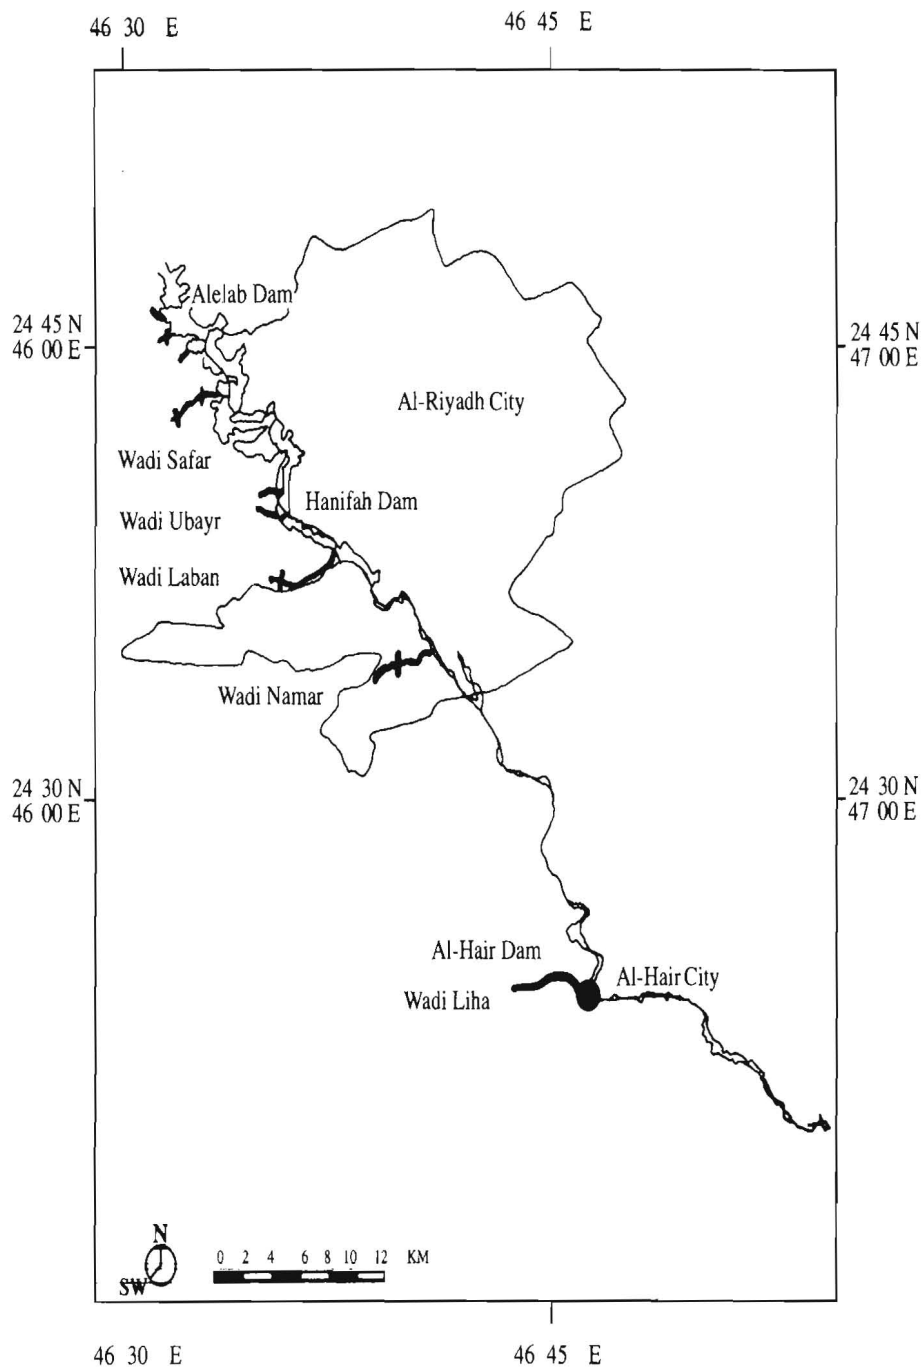 46 30 E
46 45 E
Alelab Dam
24 45 N
46 00 E
24 45 N
47 00 E
Al-Riyadh City
Wadi Safar
Hanifah Dam
Wadi Ubayr
Wadi Laban
Wadi Namar
24 30 N
46 00 E
24 30 N
47 00 E
Al-Hair Dam
Al-Hair City
Wadi Liha
N
SW
0 2 4 6 8 10 12 KM
46 30 E
46 45 E